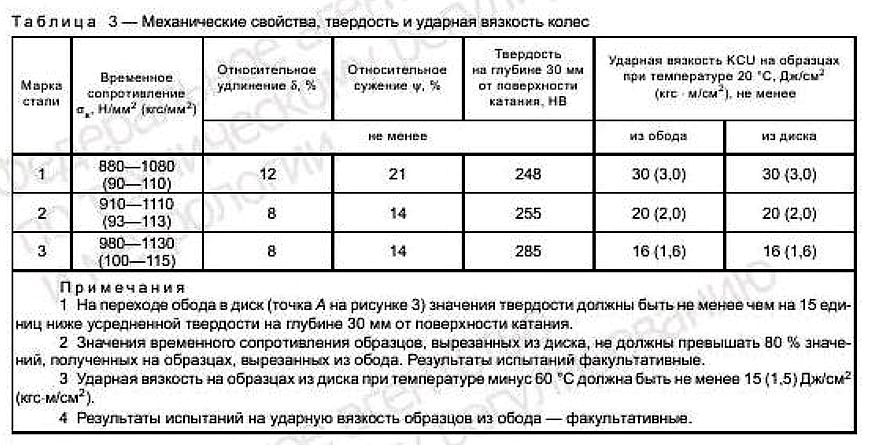 Таблица 3 — Механические свойства, твердость и ударная вязкость колес
Марка стали | Временное сопротивление σв, Н/мм² (кгс/мм²) | Относительное удлинение δ, % | Относительное сужение ψ, % | Твердость на глубине 30 мм от поверхности катания, НВ | Ударная вязкость KCU на образцах при температуре 20 °С, Дж/см² (кгс · м/см²), не менее
не менее | из обода | из диска
1 | 880—1080 (90—110) | 12 | 21 | 248 | 30 (3,0) | 30 (3,0)
2 | 910—1110 (93—113) | 8 | 14 | 255 | 20 (2,0) | 20 (2,0)
3 | 980—1130 (100—115) | 8 | 14 | 285 | 16 (1,6) | 16 (1,6)
Примечания
1 На переходе обода в диск (точка А на рисунке 3) значения твердости должны быть не менее чем на 15 еди-
ниц ниже усредненной твердости на глубине 30 мм от поверхности катания.
2 Значения временного сопротивления образцов, вырезанных из диска, не должны превышать 80 % значе-
ний, полученных на образцах, вырезанных из обода. Результаты испытаний факультативные.
3 Ударная вязкость на образцах из диска при температуре минус 60 °С должна быть не менее 15 (1,5) Дж/см²
(кгс·м/см²).
4 Результаты испытаний на ударную вязкость образцов из обода — факультативные.